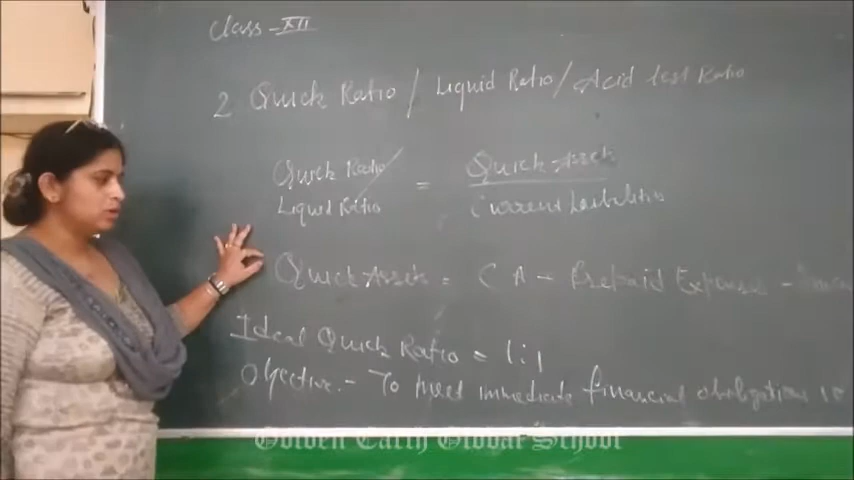 Class - XII
2 Quick Ratio / Liquid Ratio / Acid test Ratio
Quick Ratio / Liquid Ratio = Quick Assets / Current Liabilities
Quick Assets = CA - Prepaid Expenses -
Ideal Quick Ratio = 1:1
Objective:- To meet immediate financial obligations
Golden Earth Global School